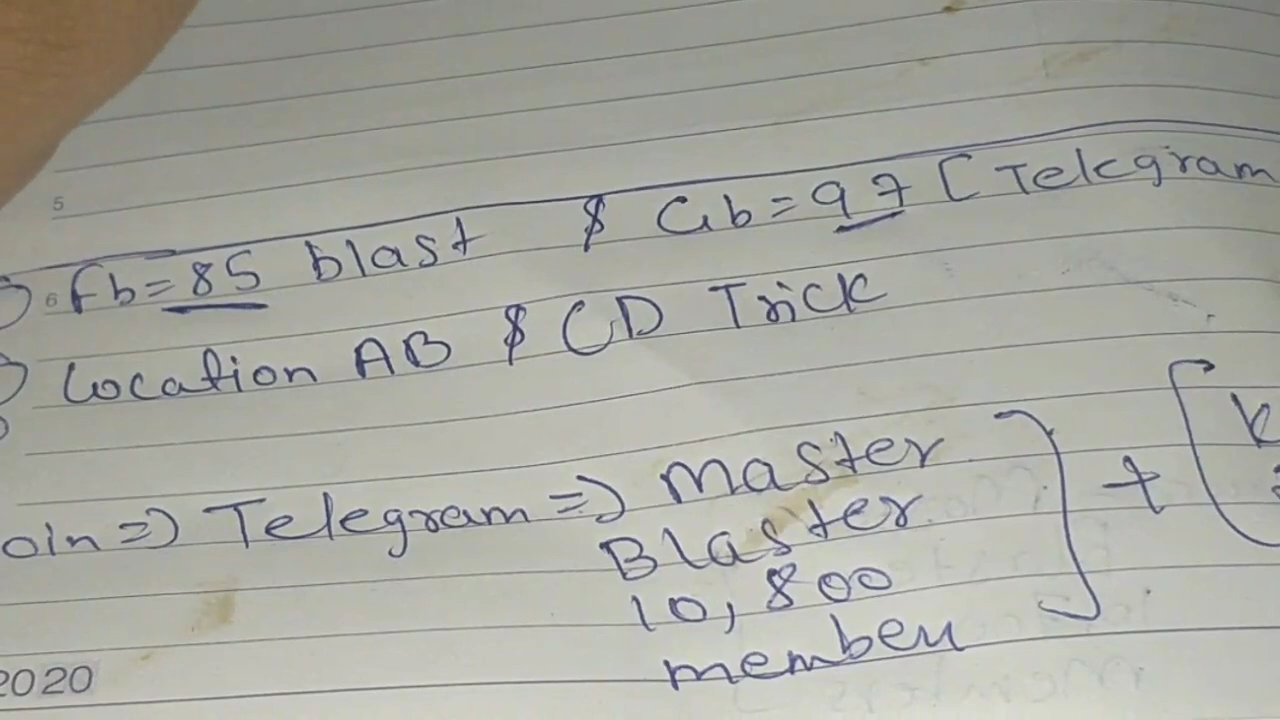 5
6 Fb=85 blast $ Gb=97 [Telegram
Location AB $ CD Trick
oin => Telegram => master
Blaster
10,800
member
2020